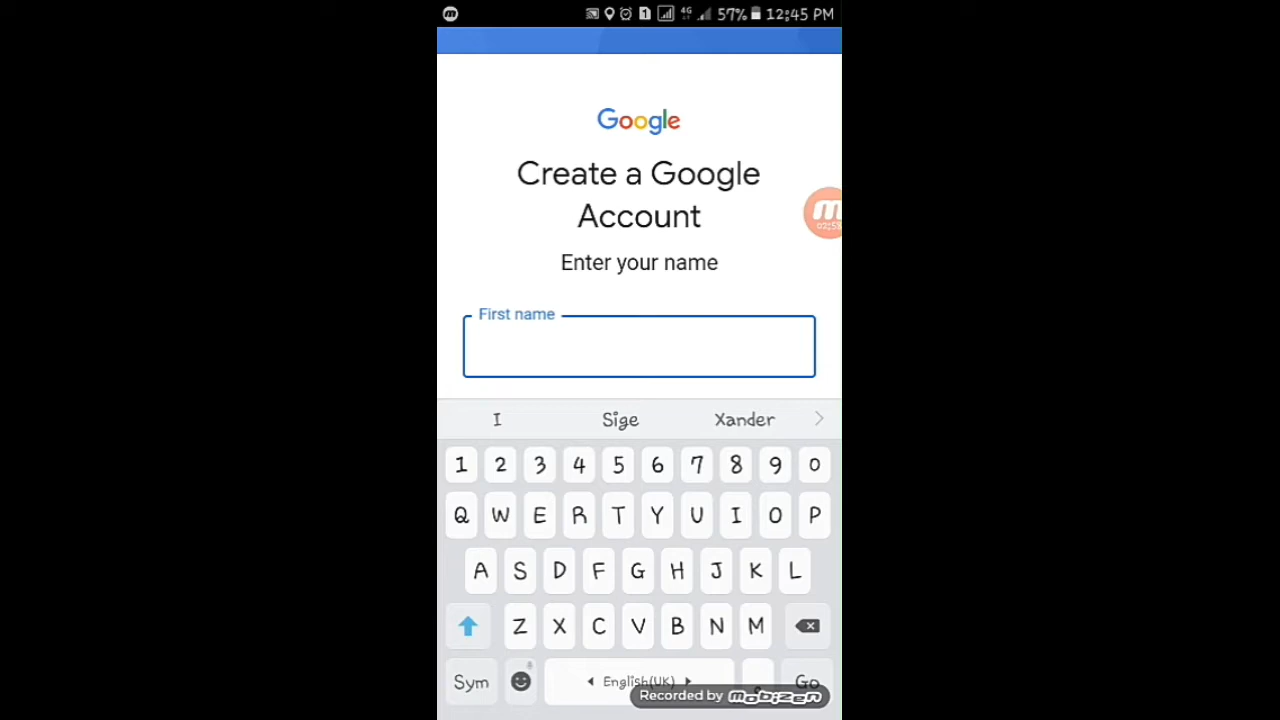 57% 12:45 PM
Google
Create a Google
Account
Enter your name
First name
I Sige Xander
1 2 3 4 5 6 7 8 9 0
Q W E R T Y U I O P
A S D F G H J K L
Z X C V B N M
Sym English(UK) Go
Recorded by mobizen